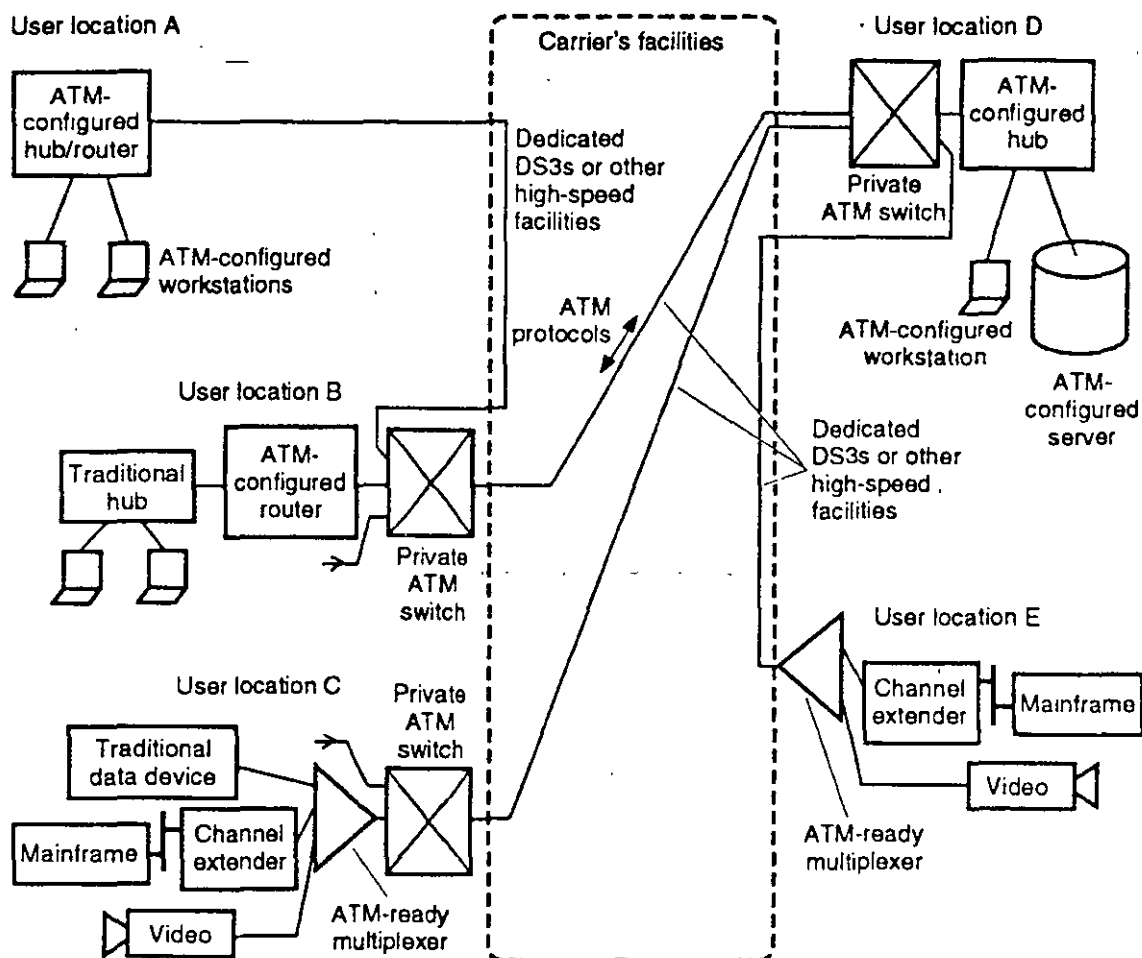 User location A
ATM-
configured
hub/router
ATM-configured
workstations
Carrier's facilities
Dedicated
DS3s or other
high-speed
facilities
User location D
ATM-
configured
hub
Private
ATM switch
ATM-configured
workstation
ATM-
configured
server
ATM
protocols
User location B
Traditional
hub
ATM-
configured
router
Private
ATM
switch
Dedicated
DS3s or other
high-speed
facilities
User location C
Private
ATM
switch
Traditional
data device
Mainframe
Channel
extender
Video
ATM-ready
multiplexer
User location E
Channel
extender
Mainframe
Video
ATM-ready
multiplexer